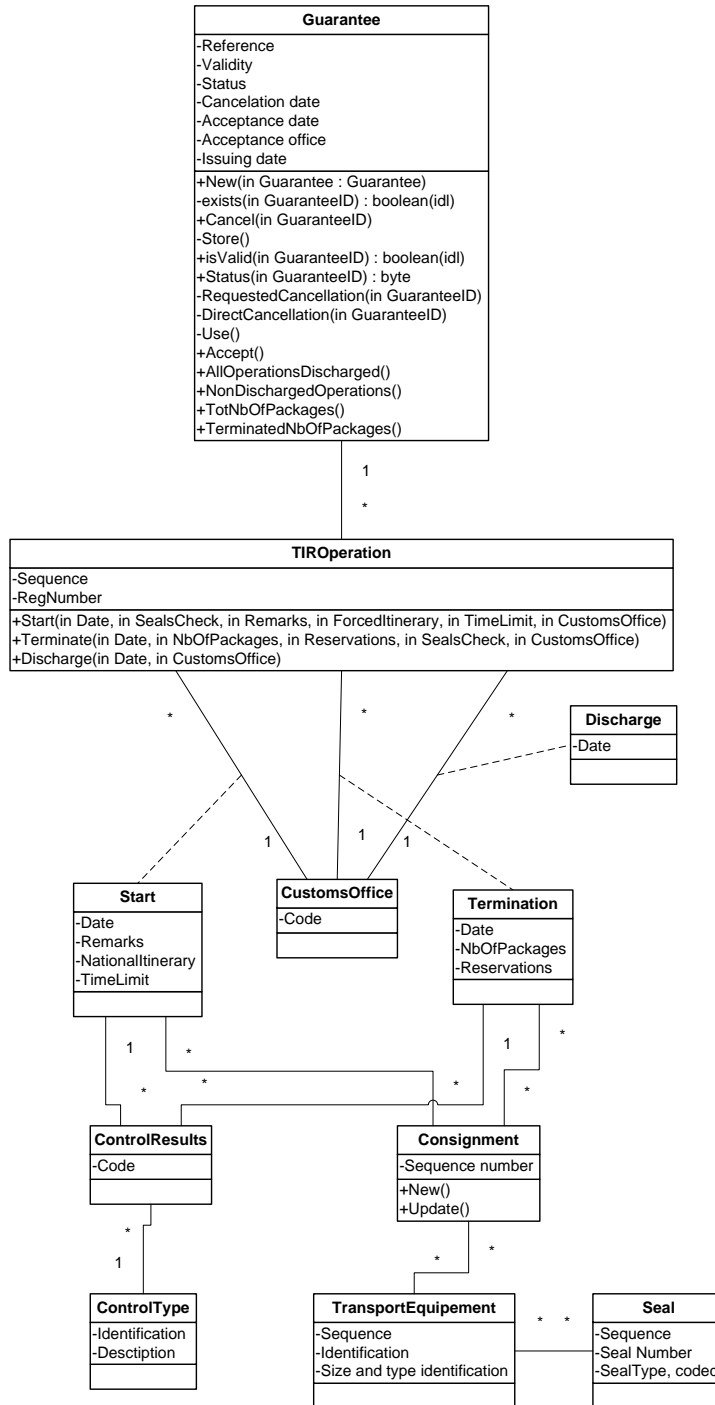 Guarantee
-Reference
-Validity
-Status
-Cancelation date
-Acceptance date
-Acceptance office
-Issuing date
+New(in Guarantee : Guarantee)
-exists(in GuaranteeID) : boolean(idl)
+Cancel(in GuaranteeID)
-Store()
+isValid(in GuaranteeID) : boolean(idl)
+Status(in GuaranteeID) : byte
-RequestedCancellation(in GuaranteeID)
-DirectCancellation(in GuaranteeID)
-Use()
+Accept()
+AllOperationsDischarged()
+NonDischargedOperations()
+TotNbOfPackages()
+TerminatedNbOfPackages()
1
*
TIROperation
-Sequence
-RegNumber
+Start(in Date, in SealsCheck, in Remarks, in ForcedItinerary, in TimeLimit, in CustomsOffice)
+Terminate(in Date, in NbOfPackages, in Reservations, in SealsCheck, in CustomsOffice)
+Discharge(in Date, in CustomsOffice)
* * *
Discharge
-Date
1 1 1
Start
-Date
-Remarks
-NationalItinerary
-TimeLimit
CustomsOffice
-Code
Termination
-Date
-NbOfPackages
-Reservations
1 * 1 *
* * * *
ControlResults
-Code
Consignment
-Sequence number
+New()
+Update()
*
1
* *
ControlType
-Identification
-Desctiption
TransportEquipement
-Sequence
-Identification
-Size and type identification
* *
Seal
-Sequence
-Seal Number
-SealType, coded